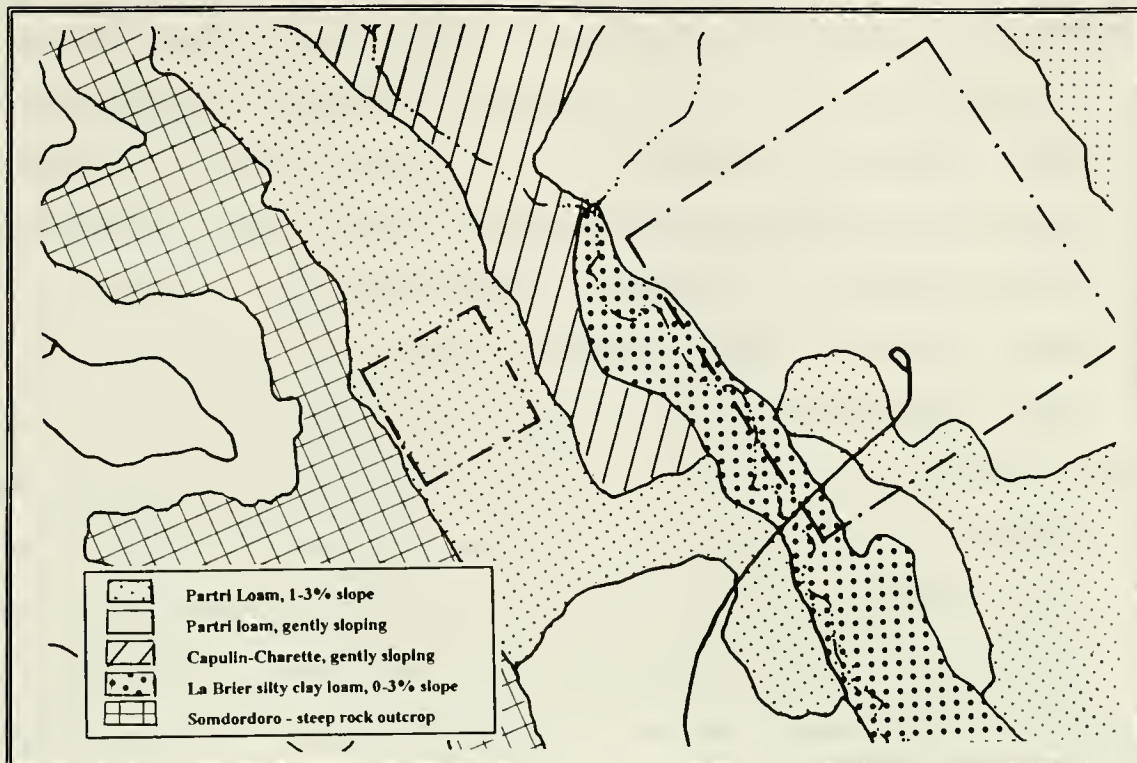 Partri Loam, 1-3% slope
Partri loam, gently sloping
Capulin-Charette, gently sloping
La Brier silty clay loam, 0-3% slope
Somdordoro - steep rock outcrop